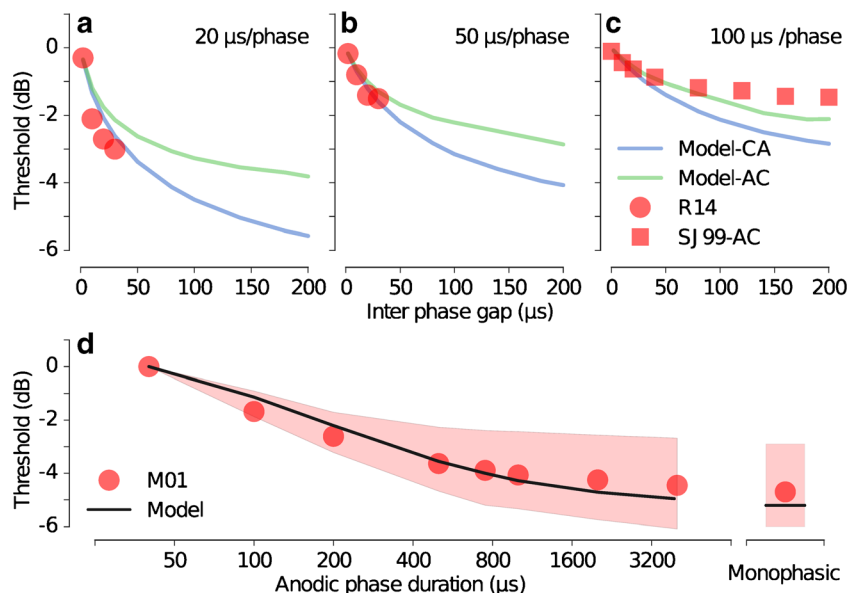 a
20 µs/phase
b
50 µs/phase
c
100 µs /phase
Threshold (dB)
0
-2
-4
-6
Model-CA
Model-AC
R14
SJ99-AC
0 50 100 150 200
0 50 100 150 200
0 50 100 150 200
Inter phase gap (µs)
d
Threshold (dB)
0
-2
-4
-6
M01
Model
50 100 200 400 800 1600 3200
Monophasic
Anodic phase duration (µs)